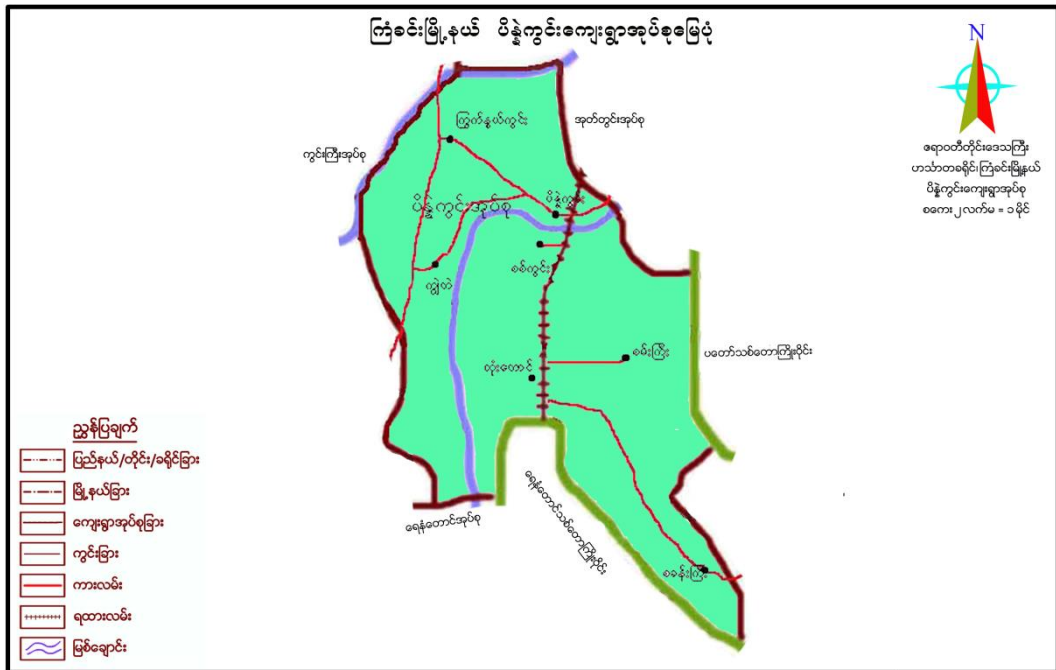 ကြံခင်းမြို့နယ် ပိန္နဲကွင်းကျေးရွာအုပ်စုမြေပုံ
N
ဧရာဝတီတိုင်းဒေသကြီး
ဟင်္သာတခရိုင်၊ကြံခင်းမြို့နယ်
ပိန္နဲကွင်းကျေးရွာအုပ်စု
စကေး ၂ လက်မ = ၁ မိုင်
ကြွက်နွယ်ကွင်း
အုတ်တွင်းအုပ်စု
ကွင်းကြီးအုပ်စု
ပိန္နဲကွင်းအုပ်စု
ပိန္နဲကွင်း
စစ်ကွင်း
ကျွဲတဲ
ပတော်သစ်တောကြိုးဝိုင်း
ခမ်းကြီး
ထုံးတောင်
ရေနံတောင်အုပ်စု
ရေနံတောင်သစ်တောကြိုးဝိုင်း
စခန်းကြီး
ညွှန်ပြချက်
ပြည်နယ်/တိုင်း/ခရိုင်ခြား
မြို့နယ်ခြား
ကျေးရွာအုပ်စုခြား
ကွင်းခြား
ကားလမ်း
ရထားလမ်း
မြစ်ချောင်း